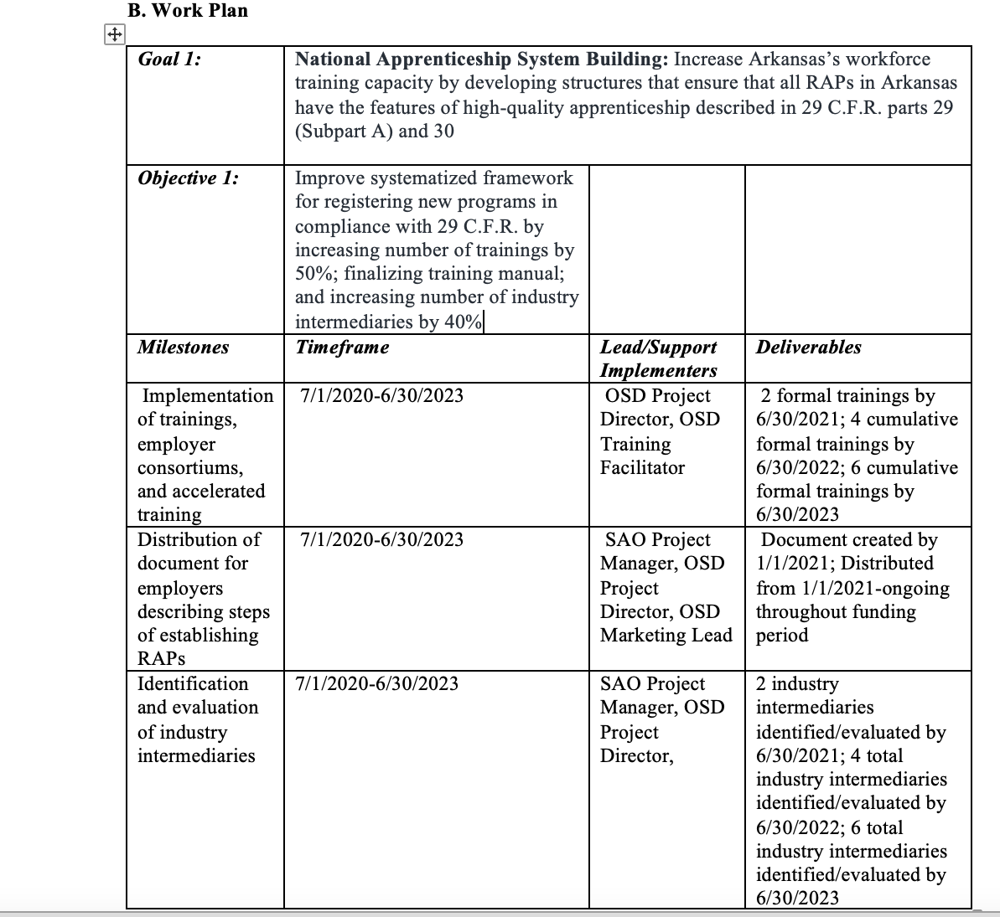 B. Work Plan
Goal 1:
National Apprenticeship System Building: Increase Arkansas's workforce
training capacity by developing structures that ensure that all RAPs in Arkansas
have the features of high-quality apprenticeship described in 29 C.F.R. parts 29
(Subpart A) and 30
Objective 1:
Improve systematized framework
for registering new programs in
compliance with 29 C.F.R. by
increasing number of trainings by
50%; finalizing training manual;
and increasing number of industry
intermediaries by 40%
Milestones
Timeframe
Lead/Support
Implementers
Deliverables
Implementation
of trainings,
employer
consortiums,
and accelerated
training
7/1/2020-6/30/2023
OSD Project
Director, OSD
Training
Facilitator
2 formal trainings by
6/30/2021; 4 cumulative
formal trainings by
6/30/2022; 6 cumulative
formal trainings by
6/30/2023
Distribution of
document for
employers
describing steps
of establishing
RAPs
7/1/2020-6/30/2023
SAO Project
Manager, OSD
Project
Director, OSD
Marketing Lead
Document created by
1/1/2021; Distributed
from 1/1/2021-ongoing
throughout funding
period
Identification
and evaluation
of industry
intermediaries
7/1/2020-6/30/2023
SAO Project
Manager, OSD
Project
Director,
2 industry
intermediaries
identified/evaluated by
6/30/2021; 4 total
industry intermediaries
identified/evaluated by
6/30/2022; 6 total
industry intermediaries
identified/evaluated by
6/30/2023